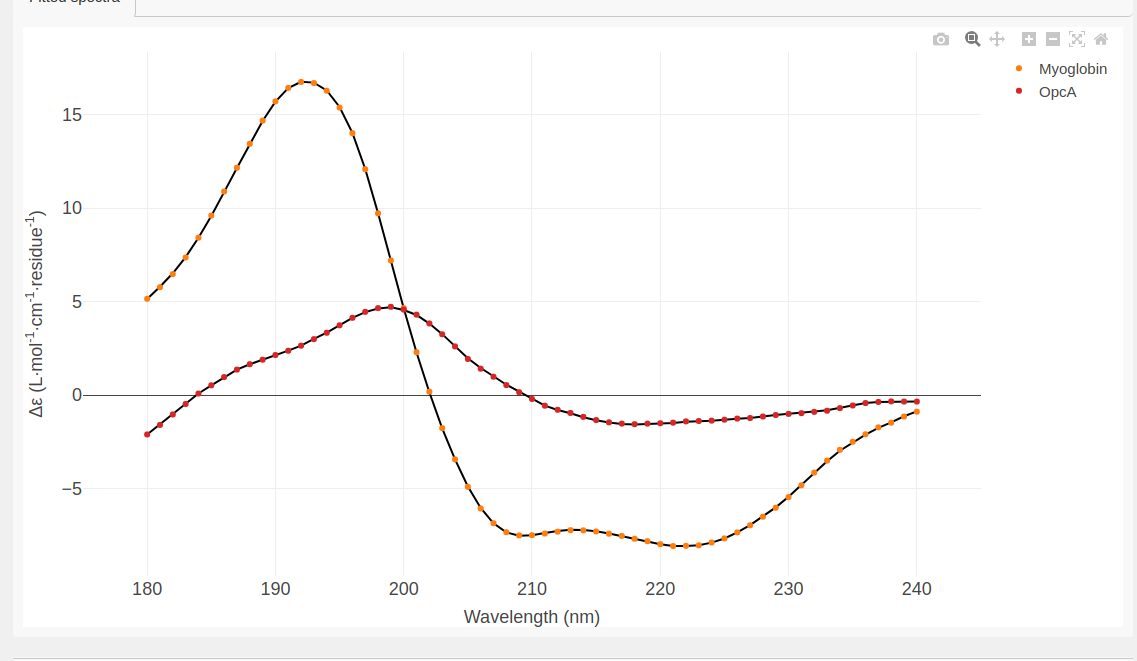 Fitted spectra
Myoglobin
OpcA
15
10
5
0
−5
Δε (L·mol⁻¹·cm⁻¹·residue⁻¹)
180 190 200 210 220 230 240
Wavelength (nm)